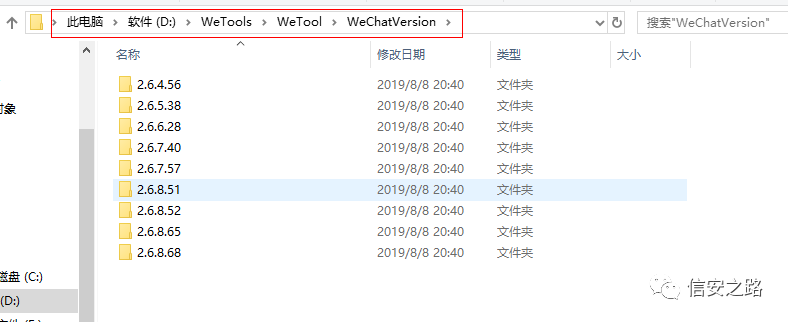 此电脑 > 软件 (D:) > WeTools > WeTool > WeChatVersion >
搜索"WeChatVersion"
名称 修改日期 类型 大小
2.6.4.56 2019/8/8 20:40 文件夹
2.6.5.38 2019/8/8 20:40 文件夹
对象
2.6.6.28 2019/8/8 20:40 文件夹
2.6.7.40 2019/8/8 20:40 文件夹
2.6.7.57 2019/8/8 20:40 文件夹
2.6.8.51 2019/8/8 20:40 文件夹
2.6.8.52 2019/8/8 20:40 文件夹
2.6.8.65 2019/8/8 20:40 文件夹
2.6.8.68 2019/8/8 20:40 文件夹
磁盘 (C:)
(D:)
信安之路